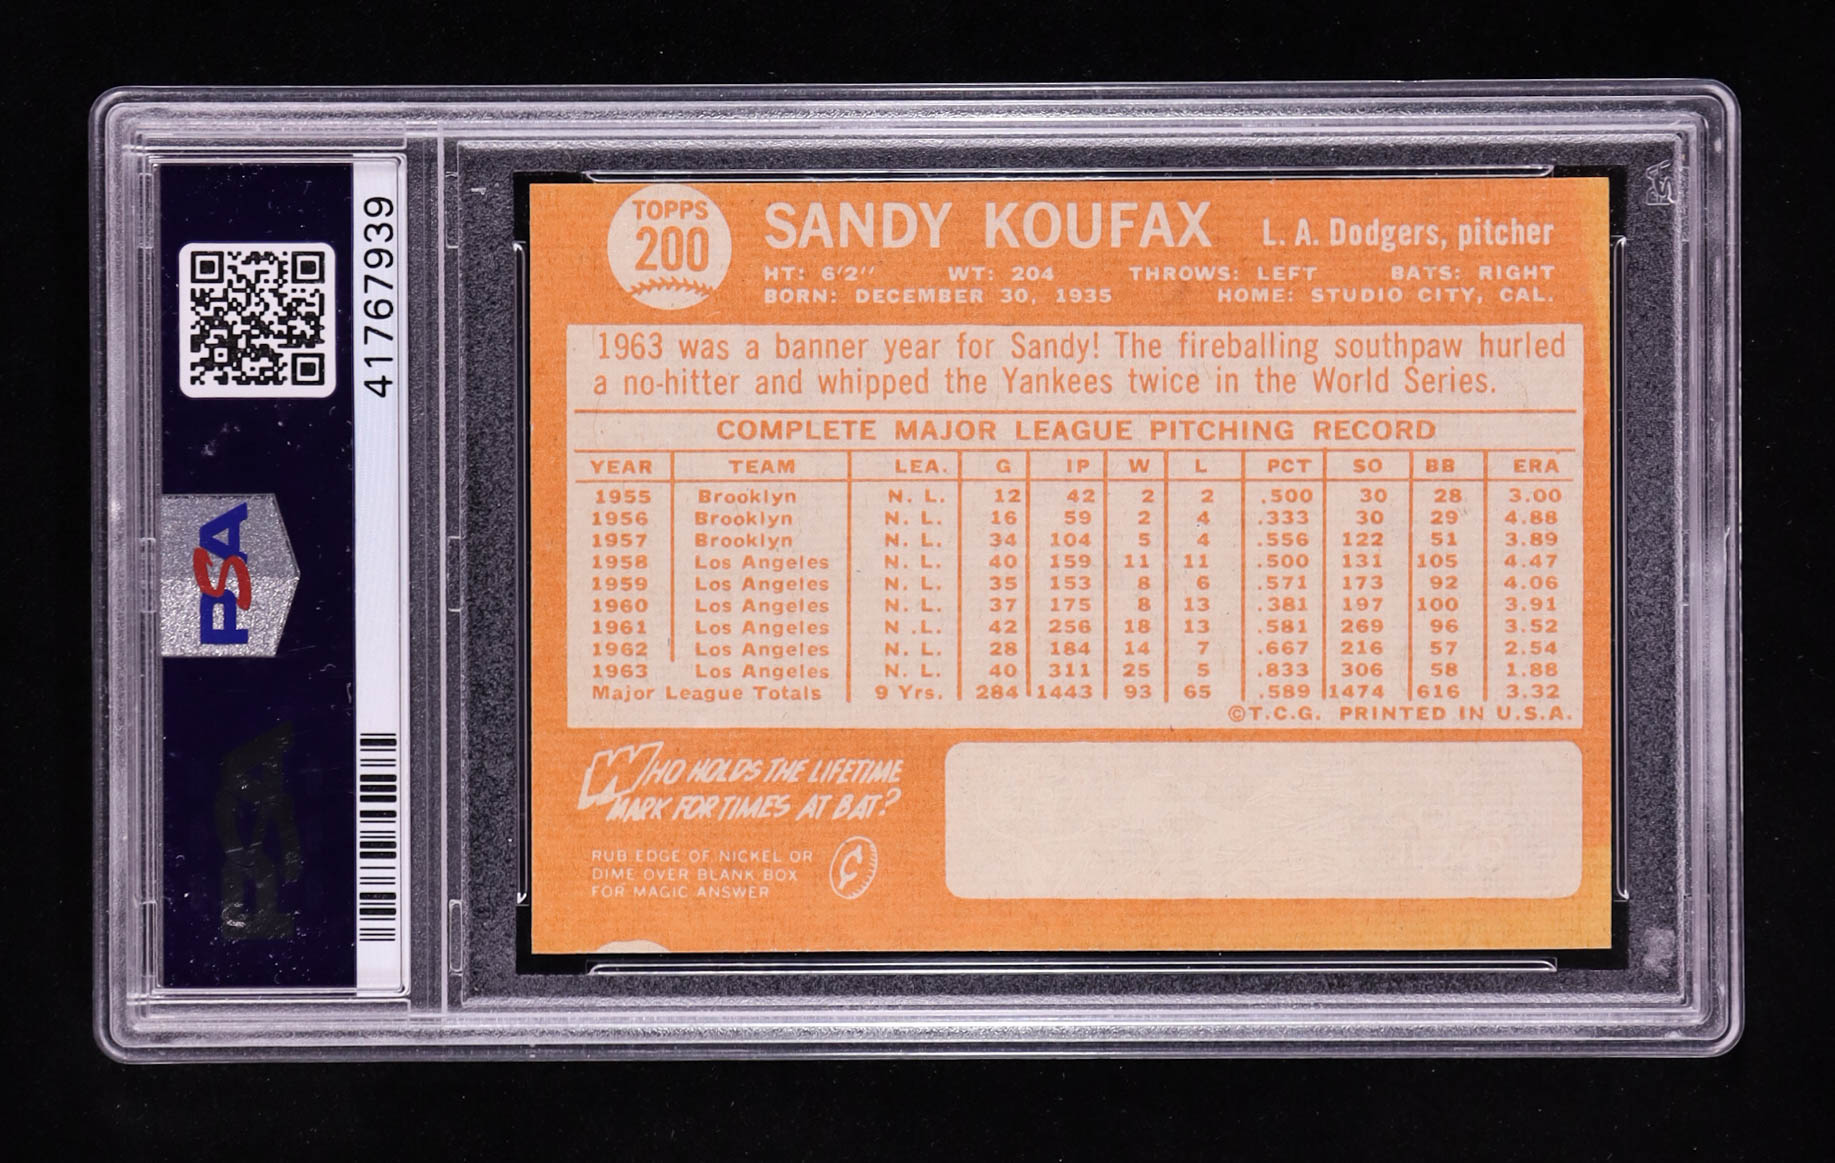 PSA
41767939
PSA
TOPPS
200
SANDY KOUFAX L. A. Dodgers, pitcher
HT: 6'2" WT: 204 THROWS: LEFT BATS: RIGHT
BORN: DECEMBER 30, 1935 HOME: STUDIO CITY, CAL.
1963 was a banner year for Sandy! The fireballing southpaw hurled
a no-hitter and whipped the Yankees twice in the World Series.
COMPLETE MAJOR LEAGUE PITCHING RECORD
YEAR TEAM LEA. G IP W L PCT SO BB ERA
1955 Brooklyn N. L. 12 42 2 2 .500 30 28 3.00
1956 Brooklyn N. L. 16 59 2 4 .333 30 29 4.88
1957 Brooklyn N. L. 34 104 5 4 .556 122 51 3.89
1958 Los Angeles N. L. 40 159 11 11 .500 131 105 4.47
1959 Los Angeles N. L. 35 153 8 6 .571 173 92 4.06
1960 Los Angeles N. L. 37 175 8 13 .381 197 100 3.91
1961 Los Angeles N .L. 42 256 18 13 .581 269 96 3.52
1962 Los Angeles N. L. 28 184 14 7 .667 216 57 2.54
1963 Los Angeles N. L. 40 311 25 5 .833 306 58 1.88
Major League Totals 9 Yrs. 284 1443 93 65 .589 1474 616 3.32
©T.C.G. PRINTED IN U.S.A.
WHO HOLDS THE LIFETIME
MARK FOR TIMES AT BAT?
RUB EDGE OF NICKEL OR
DIME OVER BLANK BOX
FOR MAGIC ANSWER
¢
PSA